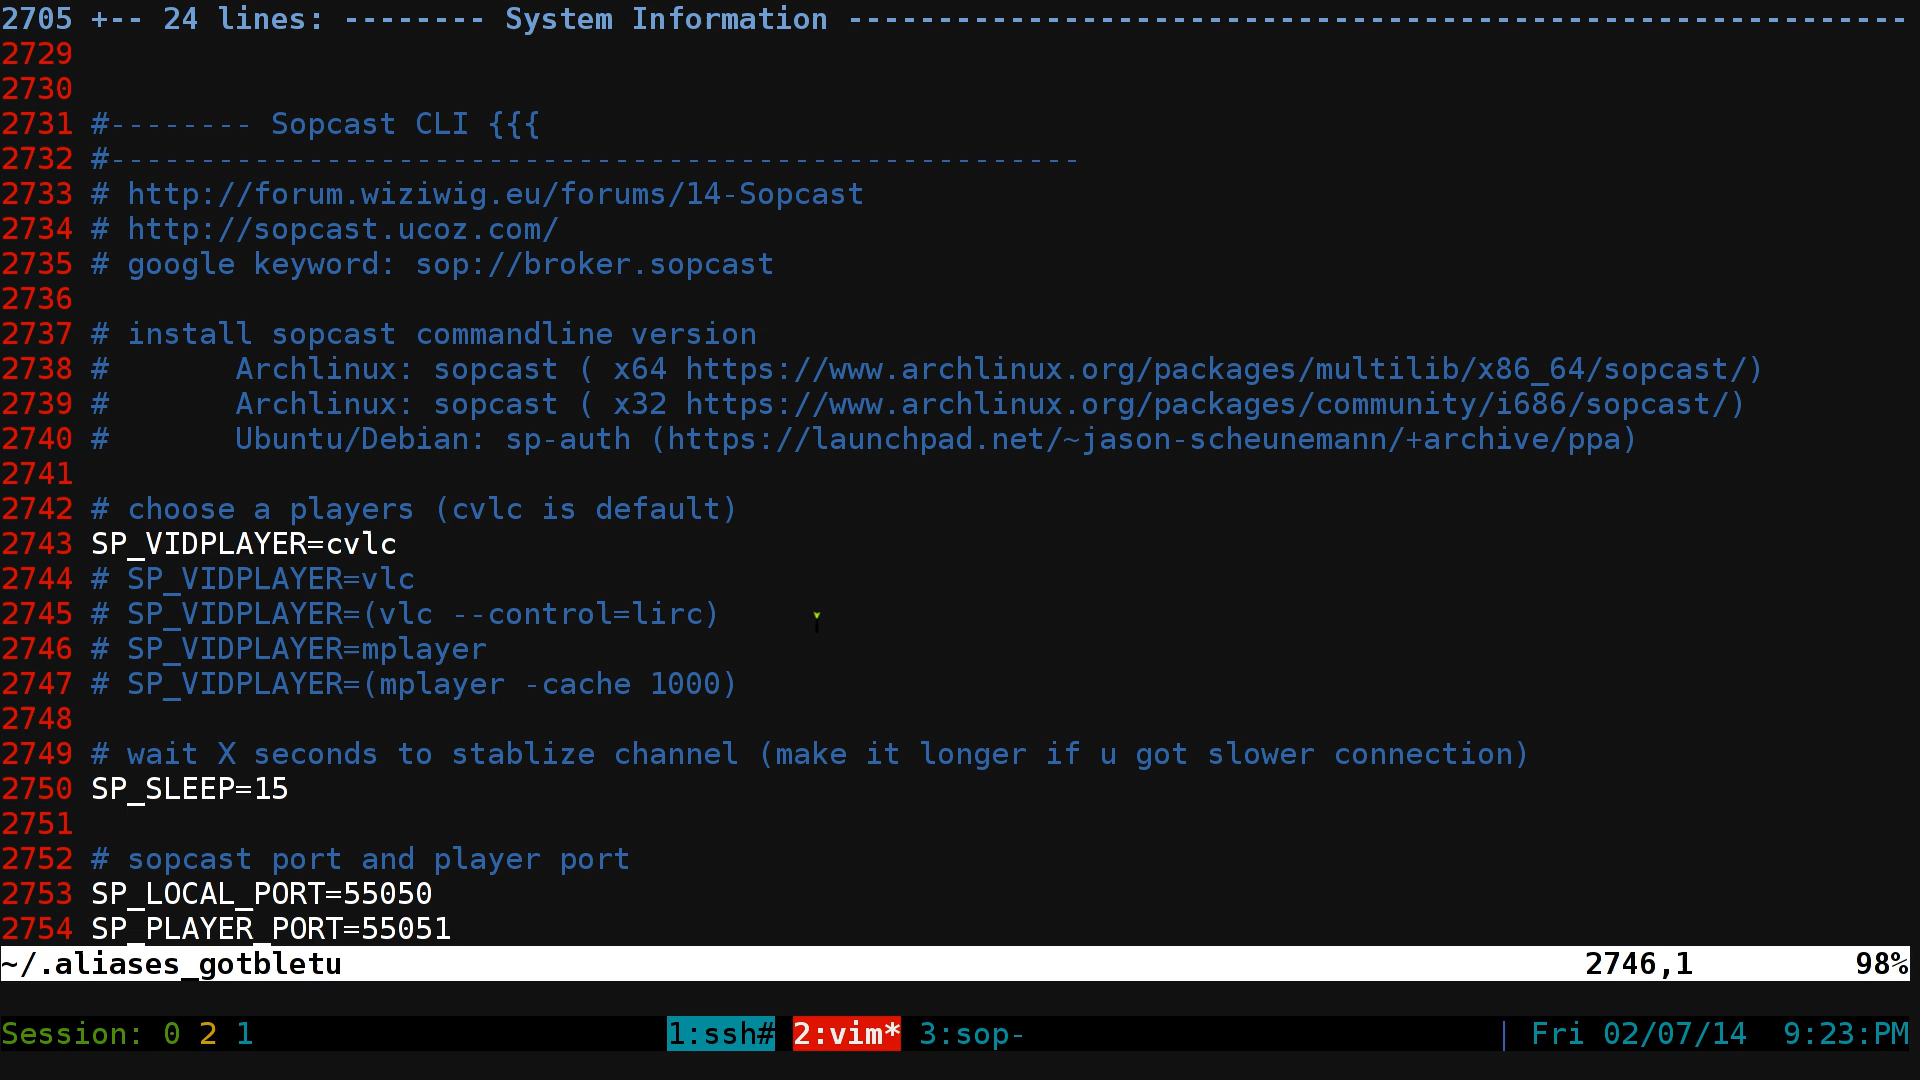 2705 +-- 24 lines: -------- System Information -----------------------------------------------------------
2729
2730
2731 #-------- Sopcast CLI {{{
2732 #------------------------------------------------------
2733 # http://forum.wiziwig.eu/forums/14-Sopcast
2734 # http://sopcast.ucoz.com/
2735 # google keyword: sop://broker.sopcast
2736
2737 # install sopcast commandline version
2738 #       Archlinux: sopcast ( x64 https://www.archlinux.org/packages/multilib/x86_64/sopcast/)
2739 #       Archlinux: sopcast ( x32 https://www.archlinux.org/packages/community/i686/sopcast/)
2740 #       Ubuntu/Debian: sp-auth (https://launchpad.net/~jason-scheunemann/+archive/ppa)
2741
2742 # choose a players (cvlc is default)
2743 SP_VIDPLAYER=cvlc
2744 # SP_VIDPLAYER=vlc
2745 # SP_VIDPLAYER=(vlc --control=lirc)
2746 # SP_VIDPLAYER=mplayer
2747 # SP_VIDPLAYER=(mplayer -cache 1000)
2748
2749 # wait X seconds to stablize channel (make it longer if u got slower connection)
2750 SP_SLEEP=15
2751
2752 # sopcast port and player port
2753 SP_LOCAL_PORT=55050
2754 SP_PLAYER_PORT=55051
~/.aliases_gotbletu 2746,1 98%
Session: 0 2 1 1:ssh# 2:vim* 3:sop- | Fri 02/07/14  9:23:PM